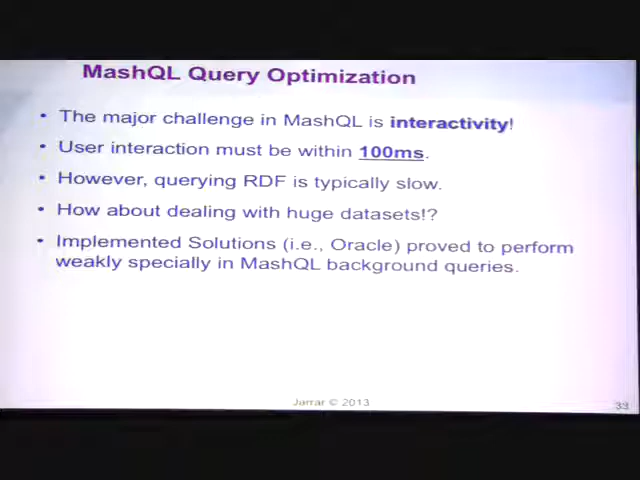 MashQL Query Optimization
• The major challenge in MashQL is interactivity!
• User interaction must be within 100ms.
• However, querying RDF is typically slow.
• How about dealing with huge datasets!?
• Implemented Solutions (i.e., Oracle) proved to perform
weakly specially in MashQL background queries.
Jarrar © 2013
33